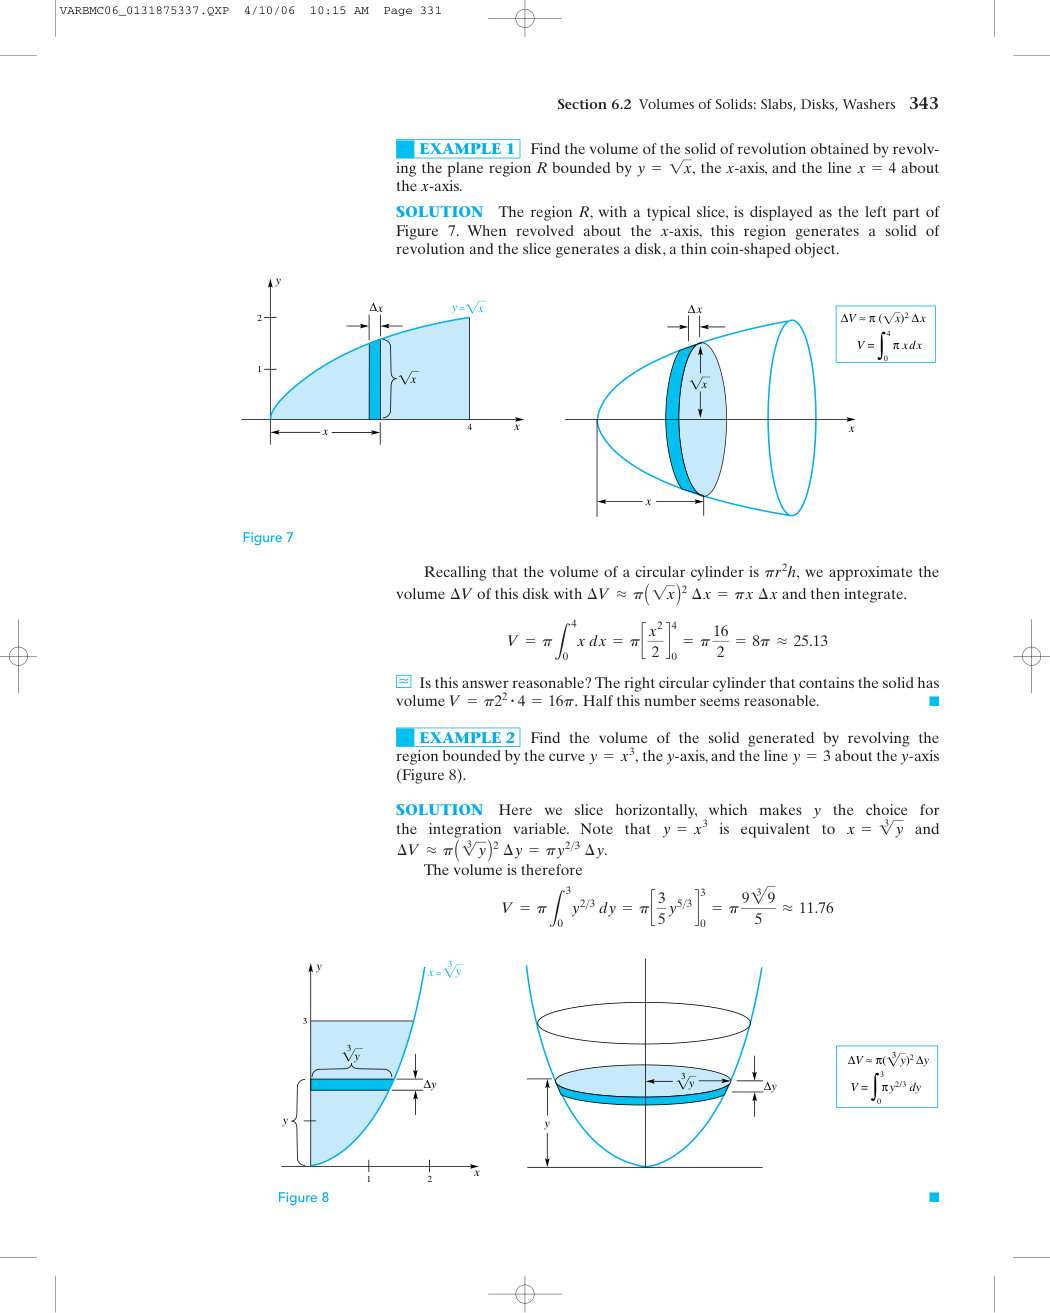 VARBMC06_0131875337.QXP 4/10/06 10:15 AM Page 331
Section 6.2 Volumes of Solids: Slabs, Disks, Washers 343
EXAMPLE 1 Find the volume of the solid of revolution obtained by revolv-
ing the plane region R bounded by y = √x, the x-axis, and the line x = 4 about
the x-axis.
SOLUTION The region R, with a typical slice, is displayed as the left part of
Figure 7. When revolved about the x-axis, this region generates a solid of
revolution and the slice generates a disk, a thin coin-shaped object.
y
2
1
Δx
y = √x
√x
x
4
x
Δx
√x
x
x
ΔV ≈ π (√x)² Δx
V = ∫₀⁴ π x dx
Figure 7
Recalling that the volume of a circular cylinder is πr²h, we approximate the
volume ΔV of this disk with ΔV ≈ π(√x)² Δx = πx Δx and then integrate.
V = π ∫₀⁴ x dx = π[x²/2]₀⁴ = π 16/2 = 8π ≈ 25.13
≈ Is this answer reasonable? The right circular cylinder that contains the solid has
volume V = π2² · 4 = 16π. Half this number seems reasonable.
EXAMPLE 2 Find the volume of the solid generated by revolving the
region bounded by the curve y = x³, the y-axis, and the line y = 3 about the y-axis
(Figure 8).
SOLUTION Here we slice horizontally, which makes y the choice for
the integration variable. Note that y = x³ is equivalent to x = ∛y and
ΔV ≈ π(∛y)² Δy = πy^2/3 Δy.
The volume is therefore
V = π ∫₀³ y^2/3 dy = π[3/5 y^5/3]₀³ = π 9∛9/5 ≈ 11.76
y
x = ∛y
3
∛y
Δy
y
1
2
x
∛y
Δy
y
ΔV ≈ π(∛y)² Δy
V = ∫₀³ π y^2/3 dy
Figure 8